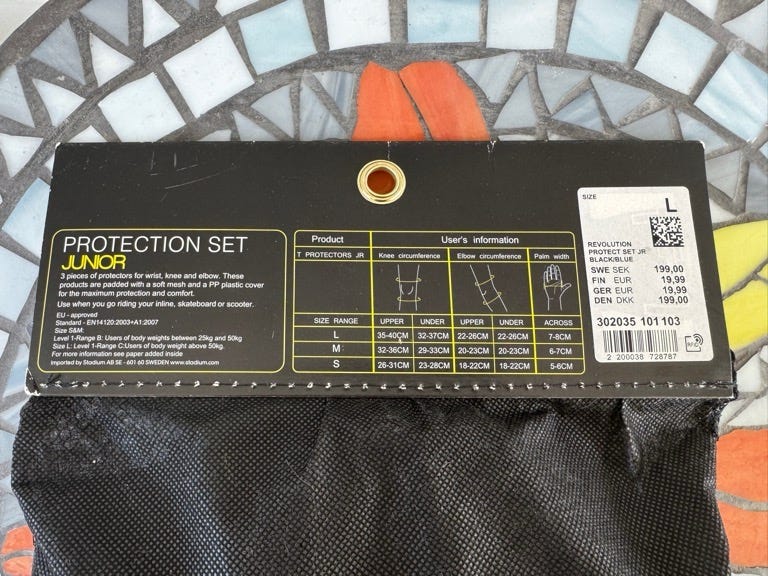 PROTECTION SET
JUNIOR
3 pieces of protectors for wrist, knee and elbow. These
products are padded with a soft mesh and a PP plastic cover
for the maximum protection and comfort.
Use when you go riding your inline, skateboard or scooter.
EU - approved
Standard - EN14120:2003+A1:2007
Size S&M:
Level 1-Range B: Users of body weights between 25kg and 50kg
Size L: Level 1-Range C:Users of body weight above 50kg.
For more information see paper added inside
Imported by Stadium AB SE - 601 60 SWEDEN www.stadium.com
Product User's information
T PROTECTORS JR Knee circumference Elbow circumference Palm width
SIZE RANGE UPPER UNDER UPPER UNDER ACROSS
L 35-40CM 32-37CM 22-26CM 22-26CM 7-8CM
M 32-36CM 29-33CM 20-23CM 20-23CM 6-7CM
S 26-31CM 23-28CM 18-22CM 18-22CM 5-6CM
SIZE
L
REVOLUTION
PROTECT SET JR
BLACK/BLUE
SWE SEK 199,00
FIN EUR 19,99
GER EUR 19,99
DEN DKK 199,00
302035 101 103
RFID
2 200038 728787